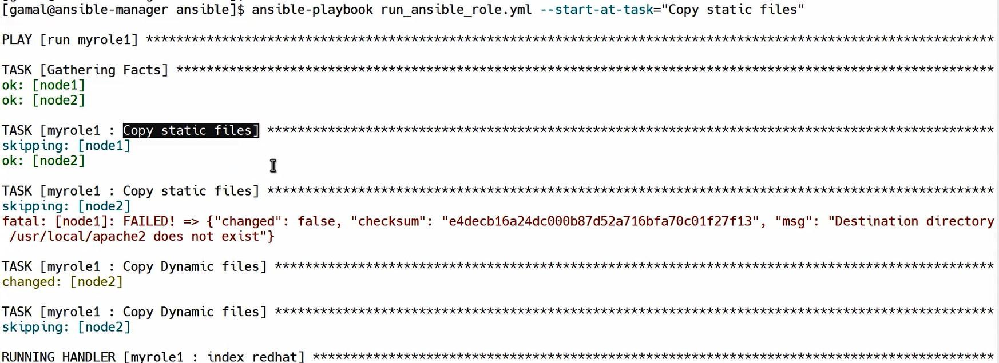 [gamal@ansible-manager ansible]$ ansible-playbook run_ansible_role.yml --start-at-task="Copy static files"
PLAY [run myrole1] ****************************************************************************************************************
TASK [Gathering Facts] ************************************************************************************************************
ok: [node1]
ok: [node2]
TASK [myrole1 : Copy static files] ************************************************************************************************
skipping: [node1]
ok: [node2]
TASK [myrole1 : Copy static files] ************************************************************************************************
skipping: [node2]
fatal: [node1]: FAILED! => {"changed": false, "checksum": "e4decb16a24dc000b87d52a716bfa70c01f27f13", "msg": "Destination directory
/usr/local/apache2 does not exist"}
TASK [myrole1 : Copy Dynamic files] ***********************************************************************************************
changed: [node2]
TASK [myrole1 : Copy Dynamic files] ***********************************************************************************************
skipping: [node2]
RUNNING HANDLER [myrole1 : index redhat] ******************************************************************************************